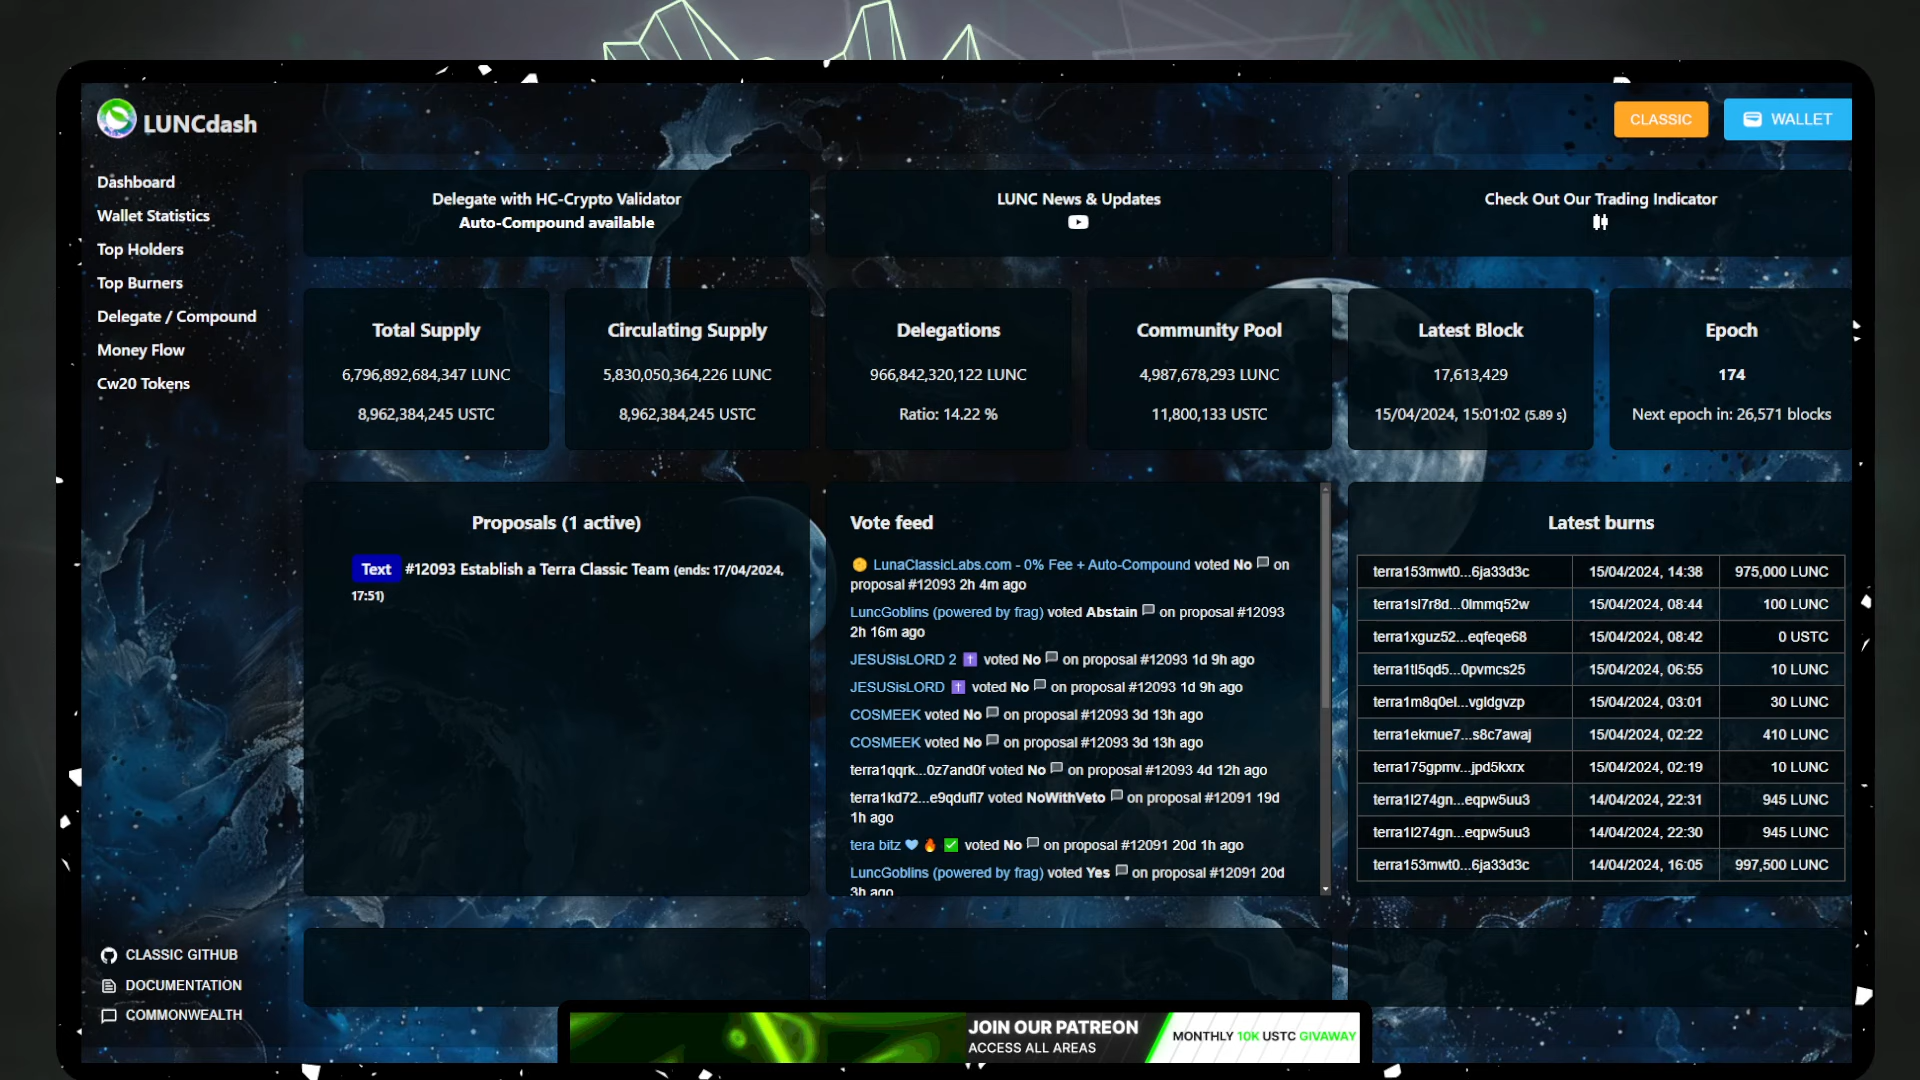 LUNCdash
CLASSIC
WALLET
Dashboard
Wallet Statistics
Top Holders
Top Burners
Delegate / Compound
Money Flow
Cw20 Tokens
Delegate with HC-Crypto Validator
Auto-Compound available
LUNC News & Updates
Check Out Our Trading Indicator
Total Supply
6,796,892,684,347 LUNC
8,962,384,245 USTC
Circulating Supply
5,830,050,364,226 LUNC
8,962,384,245 USTC
Delegations
966,842,320,122 LUNC
Ratio: 14.22 %
Community Pool
4,987,678,293 LUNC
11,800,133 USTC
Latest Block
17,613,429
15/04/2024, 15:01:02 (5.89 s)
Epoch
174
Next epoch in: 26,571 blocks
Proposals (1 active)
Text #12093 Establish a Terra Classic Team (ends: 17/04/2024,
17:51)
Vote feed
LunaClassicLabs.com - 0% Fee + Auto-Compound voted No on
proposal #12093 2h 4m ago
LuncGoblins (powered by frag) voted Abstain on proposal #12093
2h 16m ago
JESUSisLORD 2 voted No on proposal #12093 1d 9h ago
JESUSisLORD voted No on proposal #12093 1d 9h ago
COSMEEK voted No on proposal #12093 3d 13h ago
COSMEEK voted No on proposal #12093 3d 13h ago
terra1qqrk...0z7and0f voted No on proposal #12093 4d 12h ago
terra1kd72...e9qdufl7 voted NoWithVeto on proposal #12091 19d
1h ago
tera bitz voted No on proposal #12091 20d 1h ago
LuncGoblins (powered by frag) voted Yes on proposal #12091 20d
3h ago
Latest burns
terra153mwt0...6ja33d3c 15/04/2024, 14:38 975,000 LUNC
terra1sl7r8d...0lmmq52w 15/04/2024, 08:44 100 LUNC
terra1xguz52...eqfeqe68 15/04/2024, 08:42 0 USTC
terra1tl5qd5...0pvmcs25 15/04/2024, 06:55 10 LUNC
terra1m8q0el...vgldgvzp 15/04/2024, 03:01 30 LUNC
terra1ekmue7...s8c7awaj 15/04/2024, 02:22 410 LUNC
terra175gpmv...jpd5kxrx 15/04/2024, 02:19 10 LUNC
terra1l274gn...eqpw5uu3 14/04/2024, 22:31 945 LUNC
terra1l274gn...eqpw5uu3 14/04/2024, 22:30 945 LUNC
terra153mwt0...6ja33d3c 14/04/2024, 16:05 997,500 LUNC
CLASSIC GITHUB
DOCUMENTATION
COMMONWEALTH
JOIN OUR PATREON
ACCESS ALL AREAS
MONTHLY 10K USTC GIVAWAY